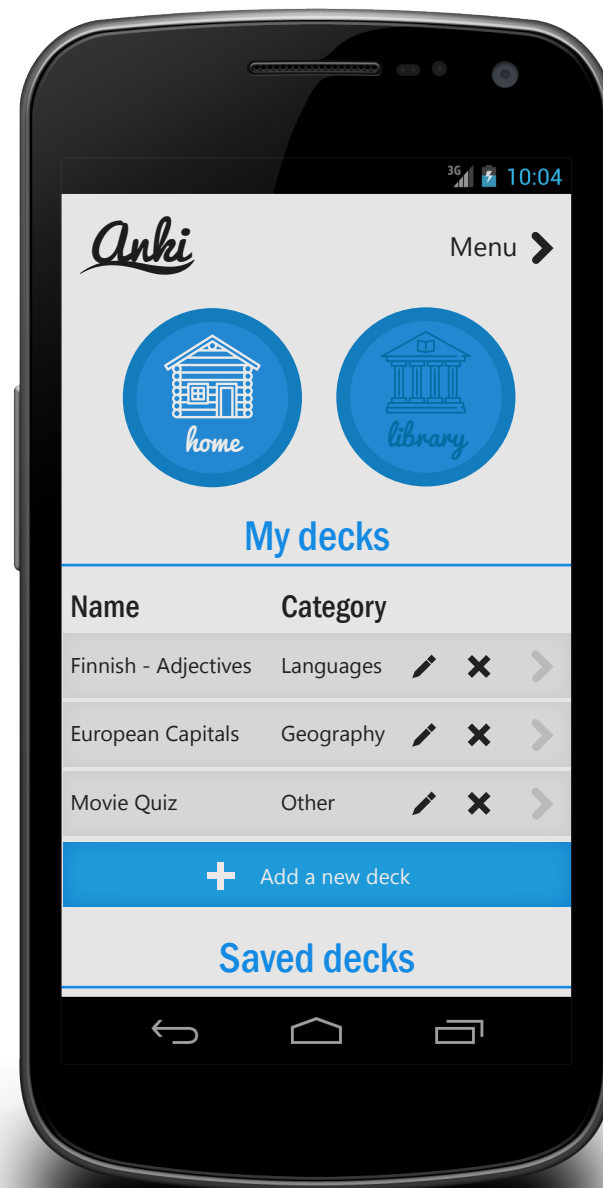 3G 10:04
Anki Menu
home library
My decks
Name Category
Finnish - Adjectives Languages
European Capitals Geography
Movie Quiz Other
Add a new deck
Saved decks